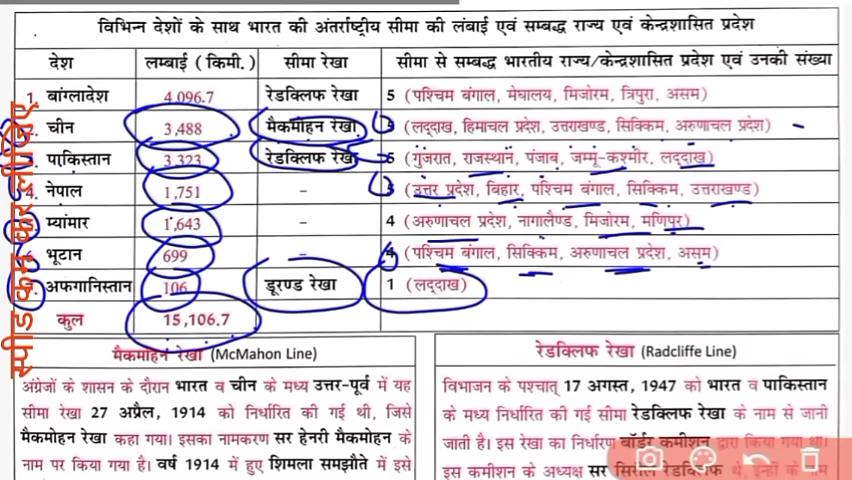 विभिन्न देशों के साथ भारत की अंतर्राष्ट्रीय सीमा की लंबाई एवं सम्बद्ध राज्य एवं केन्द्रशासित प्रदेश
देश लम्बाई (किमी.) सीमा रेखा सीमा से सम्बद्ध भारतीय राज्य/केन्द्रशासित प्रदेश एवं उनकी संख्या
1. बांग्लादेश 4,096.7 रेडक्लिफ रेखा 5 (पश्चिम बंगाल, मेघालय, मिजोरम, त्रिपुरा, असम)
2. चीन 3,488 मैकमोहन रेखा 5 (लद्दाख, हिमाचल प्रदेश, उत्तराखण्ड, सिक्किम, अरुणाचल प्रदेश)
3. पाकिस्तान 3,323 रेडक्लिफ रेखा 5 (गुजरात, राजस्थान, पंजाब, जम्मू-कश्मीर, लद्दाख)
4. नेपाल 1,751 – 5 (उत्तर प्रदेश, बिहार, पश्चिम बंगाल, सिक्किम, उत्तराखण्ड)
5. म्यांमार 1,643 – 4 (अरुणाचल प्रदेश, नागालैण्ड, मिजोरम, मणिपुर)
6. भूटान 699 – 4 (पश्चिम बंगाल, सिक्किम, अरुणाचल प्रदेश, असम)
7. अफगानिस्तान 106 डूरण्ड रेखा 1 (लद्दाख)
कुल 15,106.7
स्पीड कम कर लीजिए
मैकमोहन रेखा (McMahon Line)
अंग्रेजों के शासन के दौरान भारत व चीन के मध्य उत्तर-पूर्व में यह
सीमा रेखा 27 अप्रैल, 1914 को निर्धारित की गई थी, जिसे
मैकमोहन रेखा कहा गया। इसका नामकरण सर हेनरी मैकमोहन के
नाम पर किया गया है। वर्ष 1914 में हुए शिमला समझौते में इसे
रेडक्लिफ रेखा (Radcliffe Line)
विभाजन के पश्चात् 17 अगस्त, 1947 को भारत व पाकिस्तान
के मध्य निर्धारित की गई सीमा रेडक्लिफ रेखा के नाम से जानी
जाती है। इस रेखा का निर्धारण बॉर्डर कमीशन द्वारा किया गया था।
इस कमीशन के अध्यक्ष सर सिरील रेडक्लिफ थे, इन्हीं के नाम